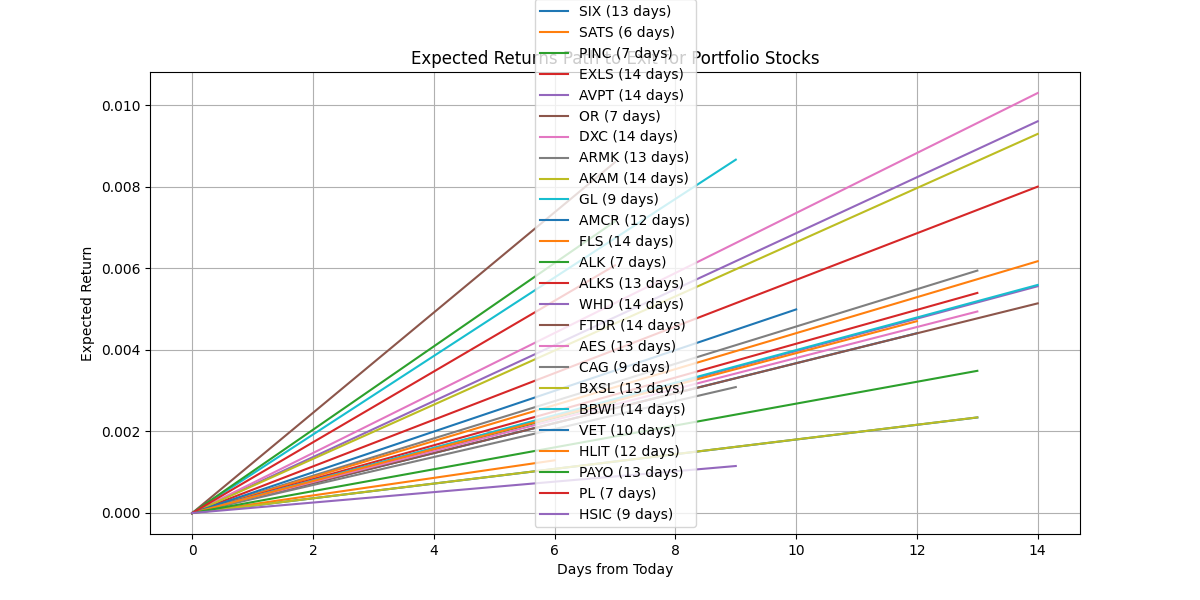 SIX (13 days)
SATS (6 days)
Expected Returns Path to Exit for Portfolio Stocks
PINC (7 days)
EXLS (14 days)
AVPT (14 days)
OR (7 days)
DXC (14 days)
ARMK (13 days)
AKAM (14 days)
GL (9 days)
AMCR (12 days)
FLS (14 days)
ALK (7 days)
ALKS (13 days)
WHD (14 days)
FTDR (14 days)
AES (13 days)
CAG (9 days)
BXSL (13 days)
BBWI (14 days)
VET (10 days)
HLIT (12 days)
PAYO (13 days)
PL (7 days)
HSIC (9 days)
Expected Return
0.010
0.008
0.006
0.004
0.002
0.000
0 2 4 6 8 10 12 14
Days from Today